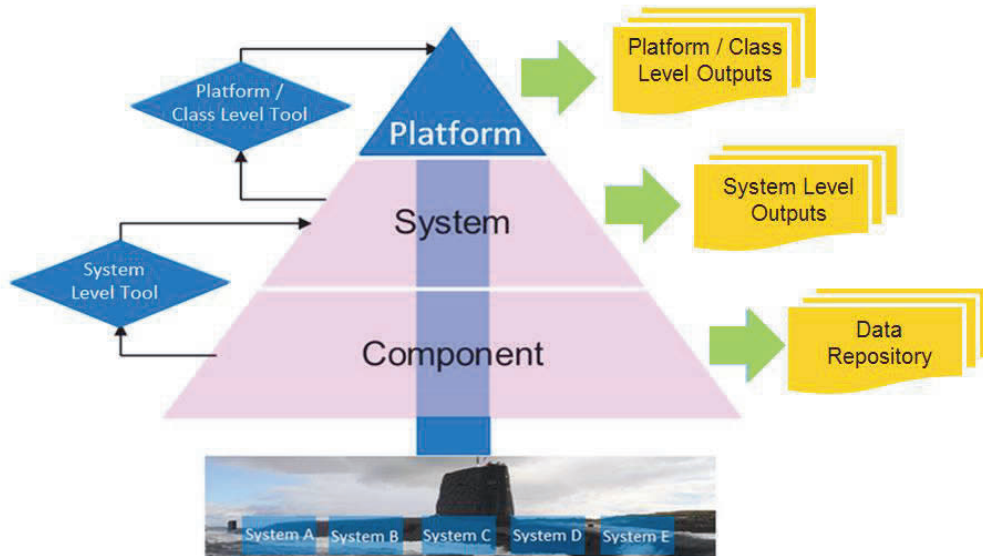 Platform / Class
Level Outputs
Platform /
Class Level Tool
Platform
System Level
Outputs
System
System
Level Tool
Component
Data
Repository
System A
System B
System C
System D
System E